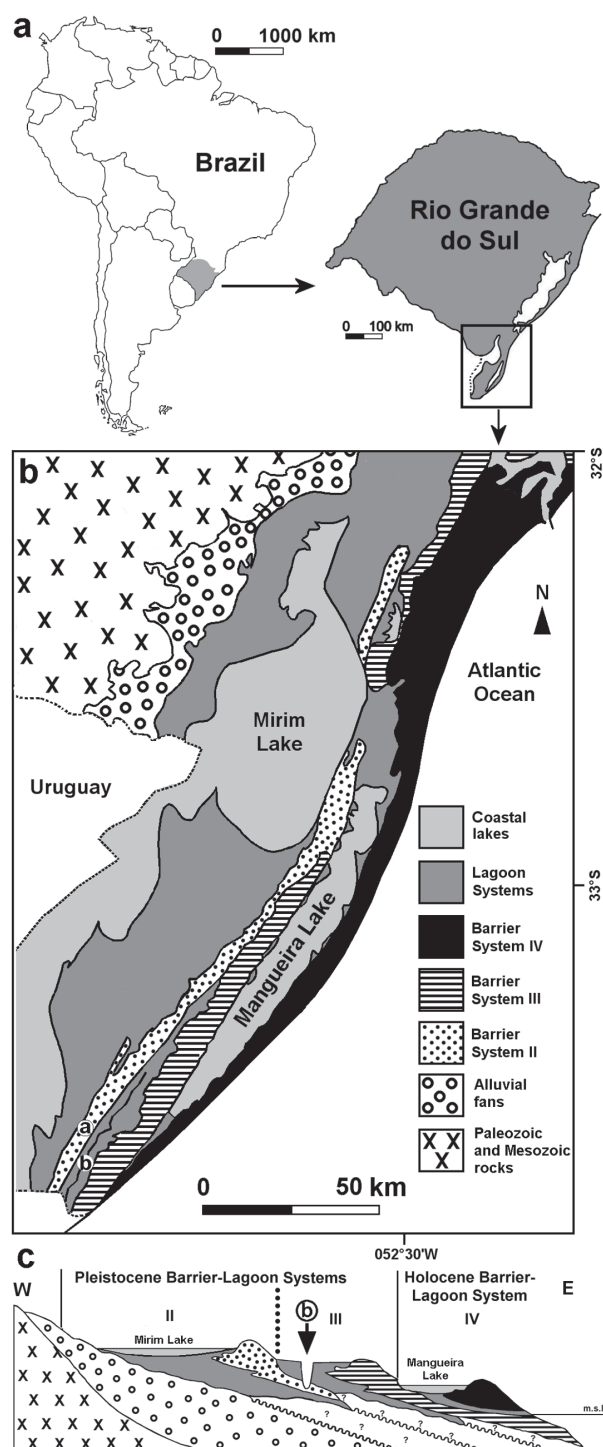 a
0 1000 km
Brazil
Rio Grande
do Sul
0 100 km
b
32°S
N
Atlantic
Ocean
Mirim
Lake
Uruguay
Mangueira Lake
Coastal
lakes
Lagoon
Systems
33°S
Barrier
System IV
Barrier
System III
Barrier
System II
Alluvial
fans
Paleozoic
and Mesozoic
rocks
a
b
0 50 km
052°30'W
c
W
Pleistocene Barrier-Lagoon Systems
Holocene Barrier-
Lagoon System
E
II
b
III
IV
Mirim Lake
Mangueira
Lake
m.s.l
? ? ? ? ? ? ? ?